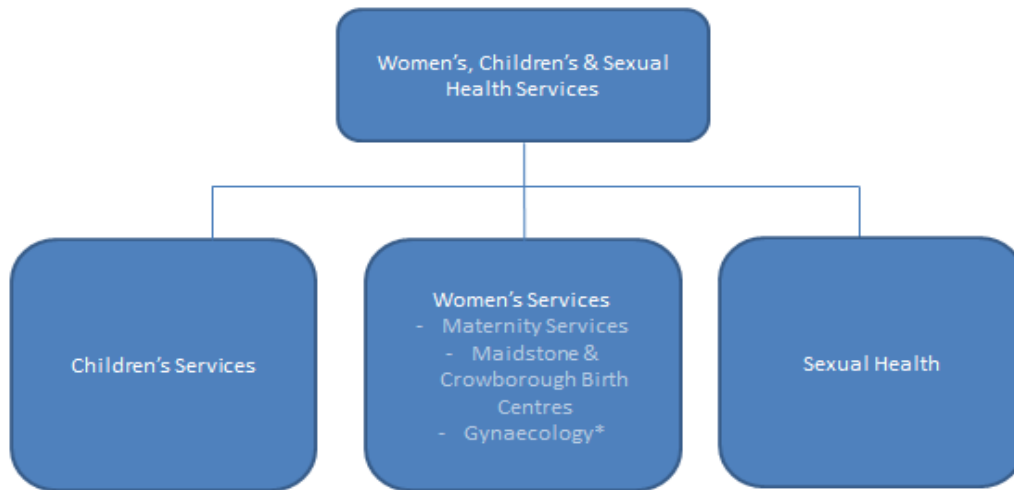 Women's, Children's & Sexual
Health Services
Children's Services
Women's Services
- Maternity Services
- Maidstone &
Crowborough Birth
Centres
- Gynaecology*
Sexual Health